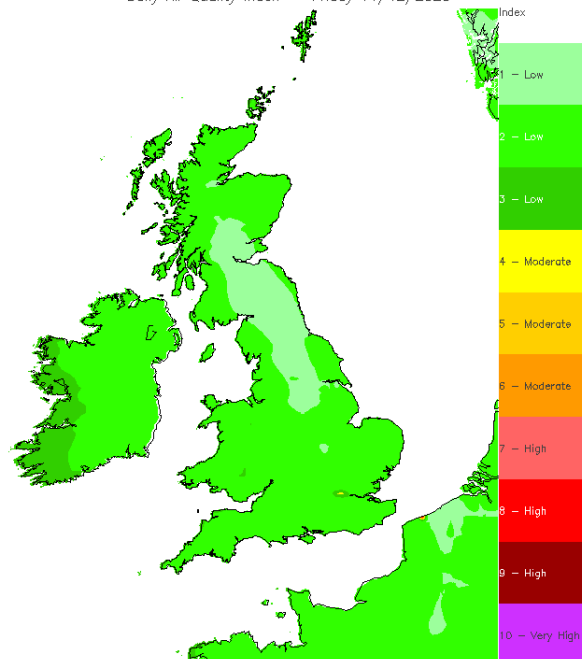 Index
1 - Low
2 - Low
3 - Low
4 - Moderate
5 - Moderate
6 - Moderate
7 - High
8 - High
9 - High
10 - Very High